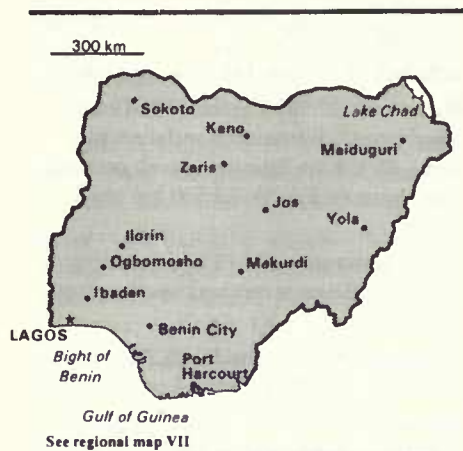 300 km
Sokoto
Lake Chad
Kano
Maiduguri
Zaris
Jos
Yola
Ilorin
Ogbomosho
Makurdi
Ibadan
LAGOS
Benin City
Bight of
Benin
Port
Harcourt
Gulf of Guinea
See regional map VII